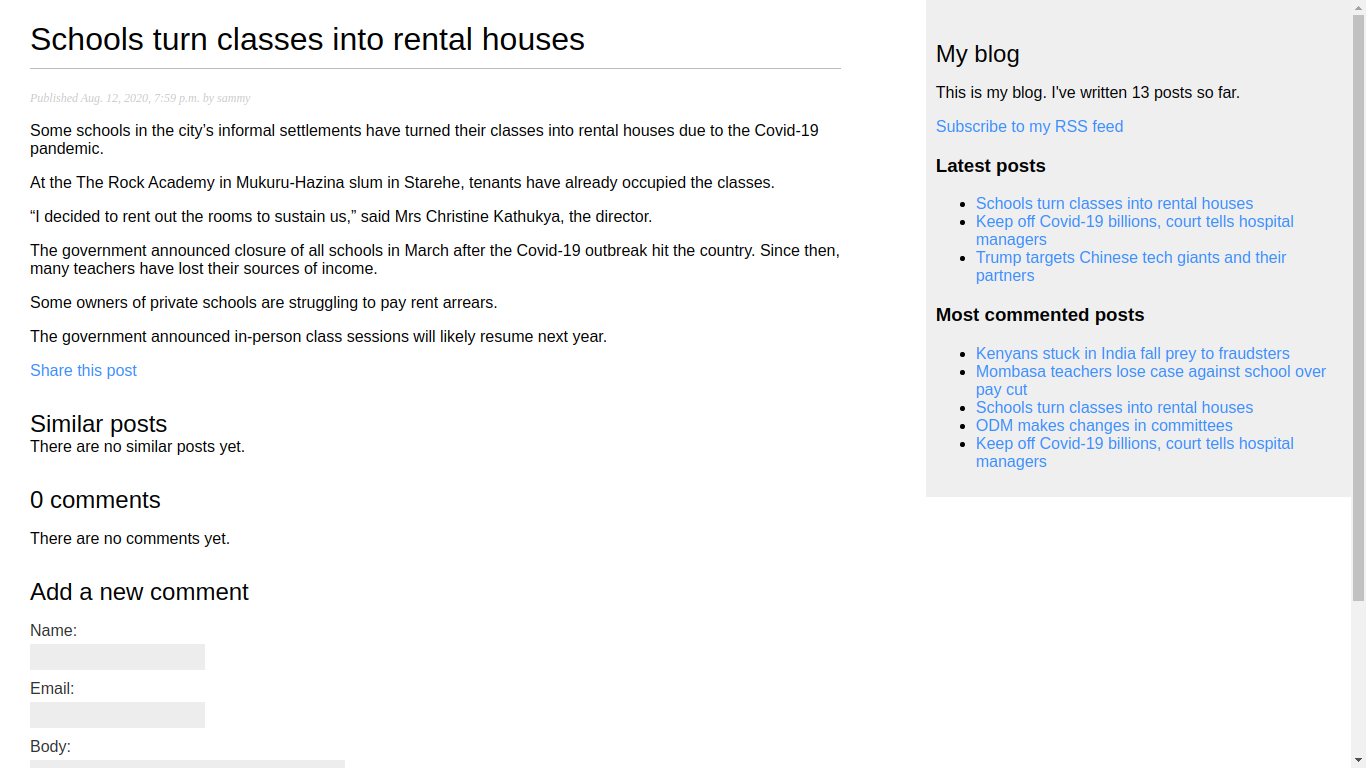 Schools turn classes into rental houses
Published Aug. 12, 2020, 7:59 p.m. by sammy
Some schools in the city’s informal settlements have turned their classes into rental houses due to the Covid-19
pandemic.
At the The Rock Academy in Mukuru-Hazina slum in Starehe, tenants have already occupied the classes.
“I decided to rent out the rooms to sustain us,” said Mrs Christine Kathukya, the director.
The government announced closure of all schools in March after the Covid-19 outbreak hit the country. Since then,
many teachers have lost their sources of income.
Some owners of private schools are struggling to pay rent arrears.
The government announced in-person class sessions will likely resume next year.
Share this post
Similar posts
There are no similar posts yet.
0 comments
There are no comments yet.
Add a new comment
Name:
Email:
Body:
My blog
This is my blog. I've written 13 posts so far.
Subscribe to my RSS feed
Latest posts
Schools turn classes into rental houses
Keep off Covid-19 billions, court tells hospital
managers
Trump targets Chinese tech giants and their
partners
Most commented posts
Kenyans stuck in India fall prey to fraudsters
Mombasa teachers lose case against school over
pay cut
Schools turn classes into rental houses
ODM makes changes in committees
Keep off Covid-19 billions, court tells hospital
managers